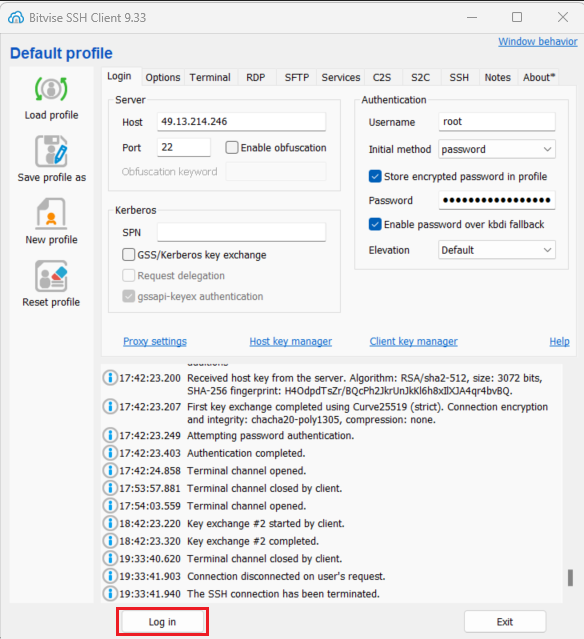 Bitvise SSH Client 9.33
Window behavior
Default profile
Load profile
Save profile as
New profile
Reset profile
Login Options Terminal RDP SFTP Services C2S S2C SSH Notes About*
Server
Host 49.13.214.246
Port 22 Enable obfuscation
Obfuscation keyword
Kerberos
SPN
GSS/Kerberos key exchange
Request delegation
gssapi-keyex authentication
Authentication
Username root
Initial method password
Store encrypted password in profile
Password ●●●●●●●●●●●●●●●●●
Enable password over kbdi fallback
Elevation Default
Proxy settings Host key manager Client key manager Help
additions
17:42:23.200 Received host key from the server. Algorithm: RSA/sha2-512, size: 3072 bits,
SHA-256 fingerprint:
17:42:23.207 First key exchange completed using Curve25519 (strict). Connection encryption
and integrity: chacha20-poly1305, compression: none.
17:42:23.249 Attempting password authentication.
17:42:23.403 Authentication completed.
17:42:24.858 Terminal channel opened.
17:53:57.881 Terminal channel closed by client.
17:54:03.559 Terminal channel opened.
18:42:23.220 Key exchange #2 started by client.
18:42:23.320 Key exchange #2 completed.
19:33:40.620 Terminal channel closed by client.
19:33:41.903 Connection disconnected on user's request.
19:33:41.940 The SSH connection has been terminated.
Log in Exit